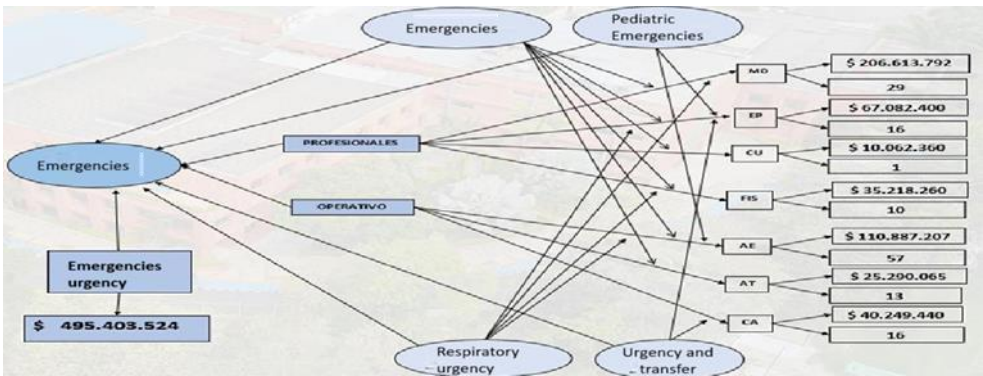 Emergencies
Pediatric
Emergencies
MD
$ 206.613.792
29
EP
$ 67.082.400
16
PROFESIONALES
CU
$ 10.062.360
1
Emergencies
FIS
$ 35.218.260
10
OPERATIVO
AE
$ 110.887.207
57
Emergencies
urgency
AT
$ 25.290.065
13
$ 495.403.524
CA
$ 40.249.440
16
Respiratory
urgency
Urgency and
transfer